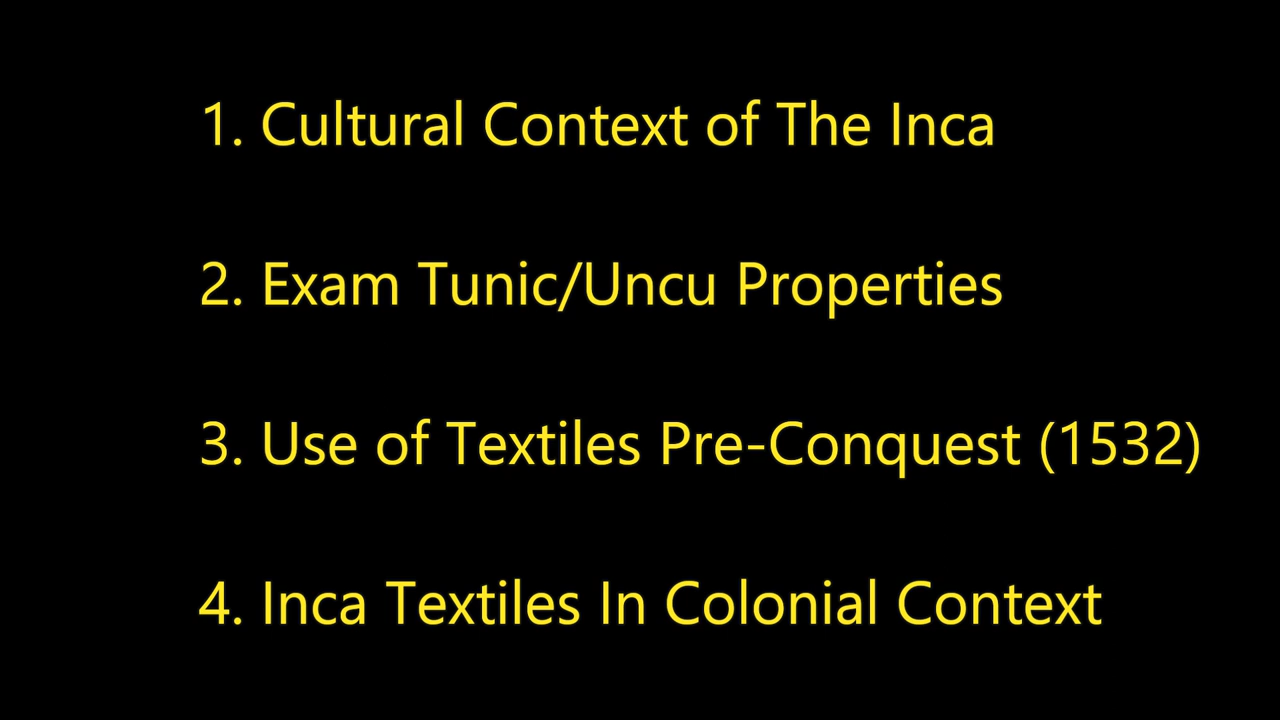 1. Cultural Context of The Inca
2. Exam Tunic/Uncu Properties
3. Use of Textiles Pre-Conquest (1532)
4. Inca Textiles In Colonial Context